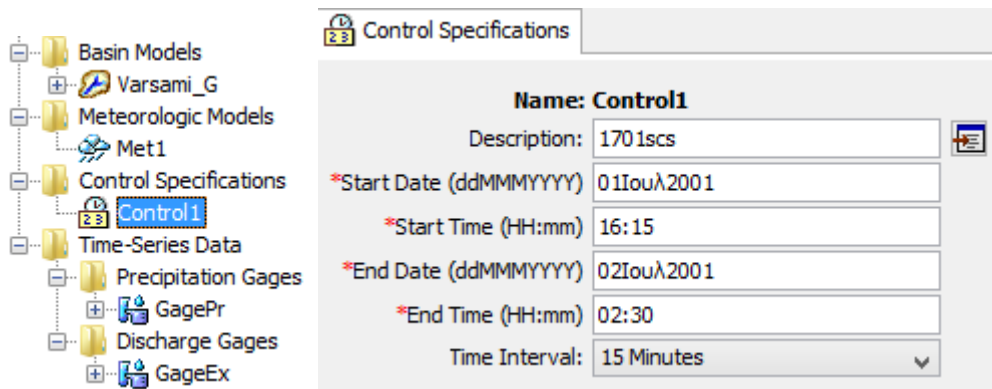 Basin Models
Varsami_G
Meteorologic Models
Met1
Control Specifications
Control1
Time-Series Data
Precipitation Gages
GagePr
Discharge Gages
GageEx
Control Specifications
Name: Control1
Description: 1701scs
*Start Date (ddMMMYYYY) 01Ιουλ2001
*Start Time (HH:mm) 16:15
*End Date (ddMMMYYYY) 02Ιουλ2001
*End Time (HH:mm) 02:30
Time Interval: 15 Minutes